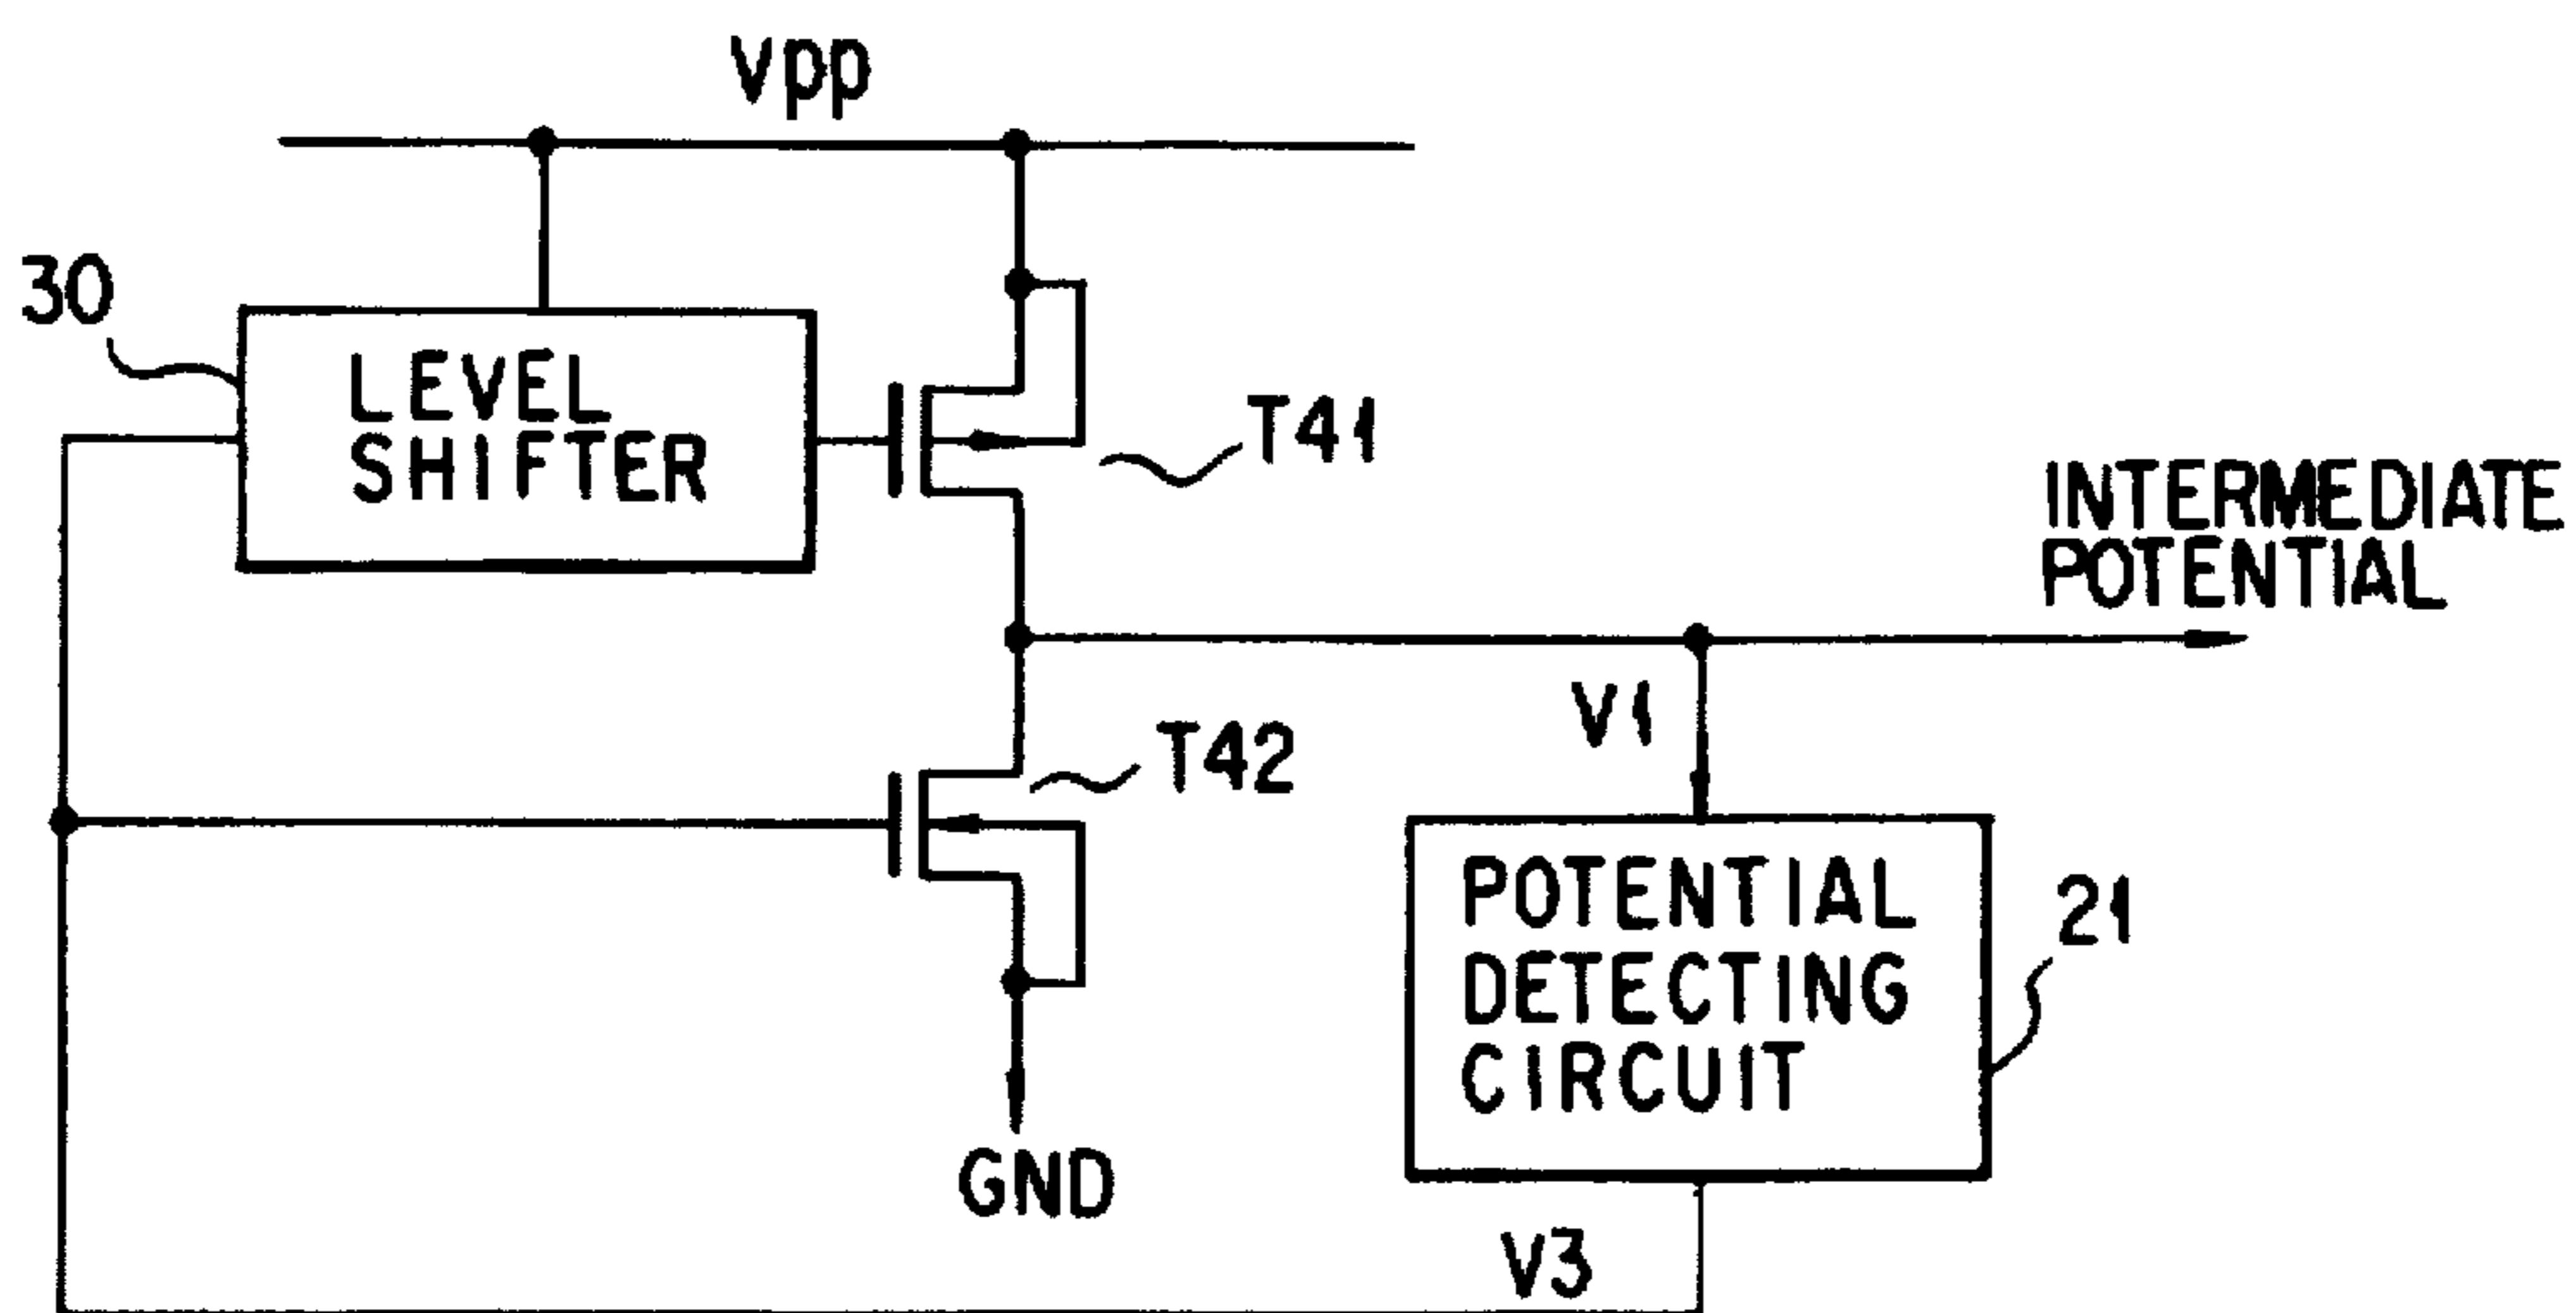 Vpp
30
LEVEL
SHIFTER
T41
INTERMEDIATE
POTENTIAL
V1
T42
POTENTIAL
DETECTING
CIRCUIT
21
GND
V3